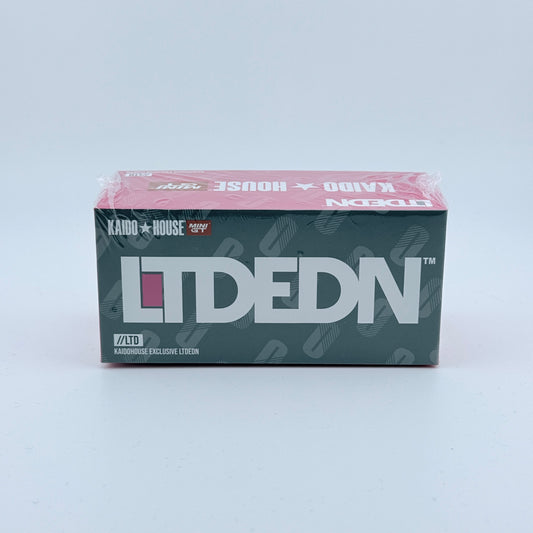 KAIDO★HOUSE
LTDEDN
KAIDO★HOUSE MINI GT
LTDEDN™
//LTD
KAIDOHOUSE EXCLUSIVE LTDEDN